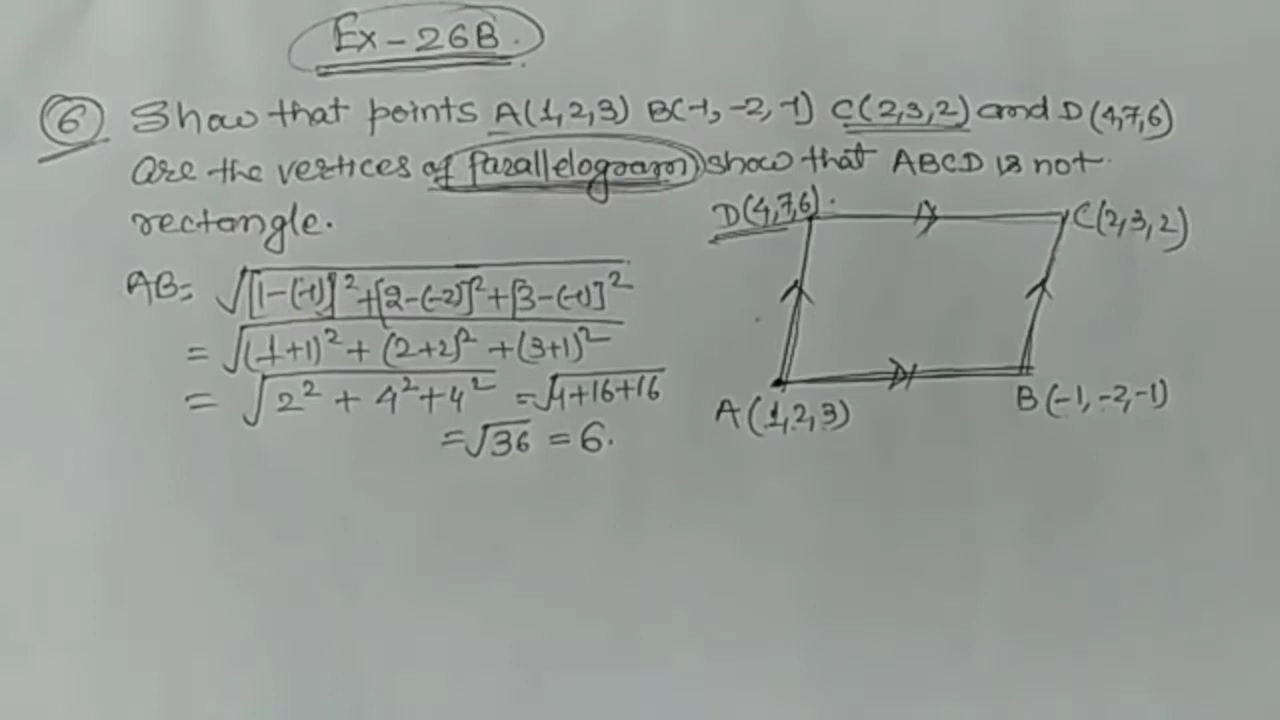 Ex-26B.
6 Show that points A(1,2,3) B(-1,-2,-1) C(2,3,2) and D(4,7,6)
are the vertices of parallelogram show that ABCD is not
rectangle.
D(4,7,6). C(2,3,2)
AB= √[1-(-1)]²+[2-(-2)]²+[3-(-1)]²
= √(1+1)²+(2+2)²+(3+1)²
= √2²+4²+4² =√4+16+16
A(1,2,3) B(-1,-2,-1)
=√36 =6.